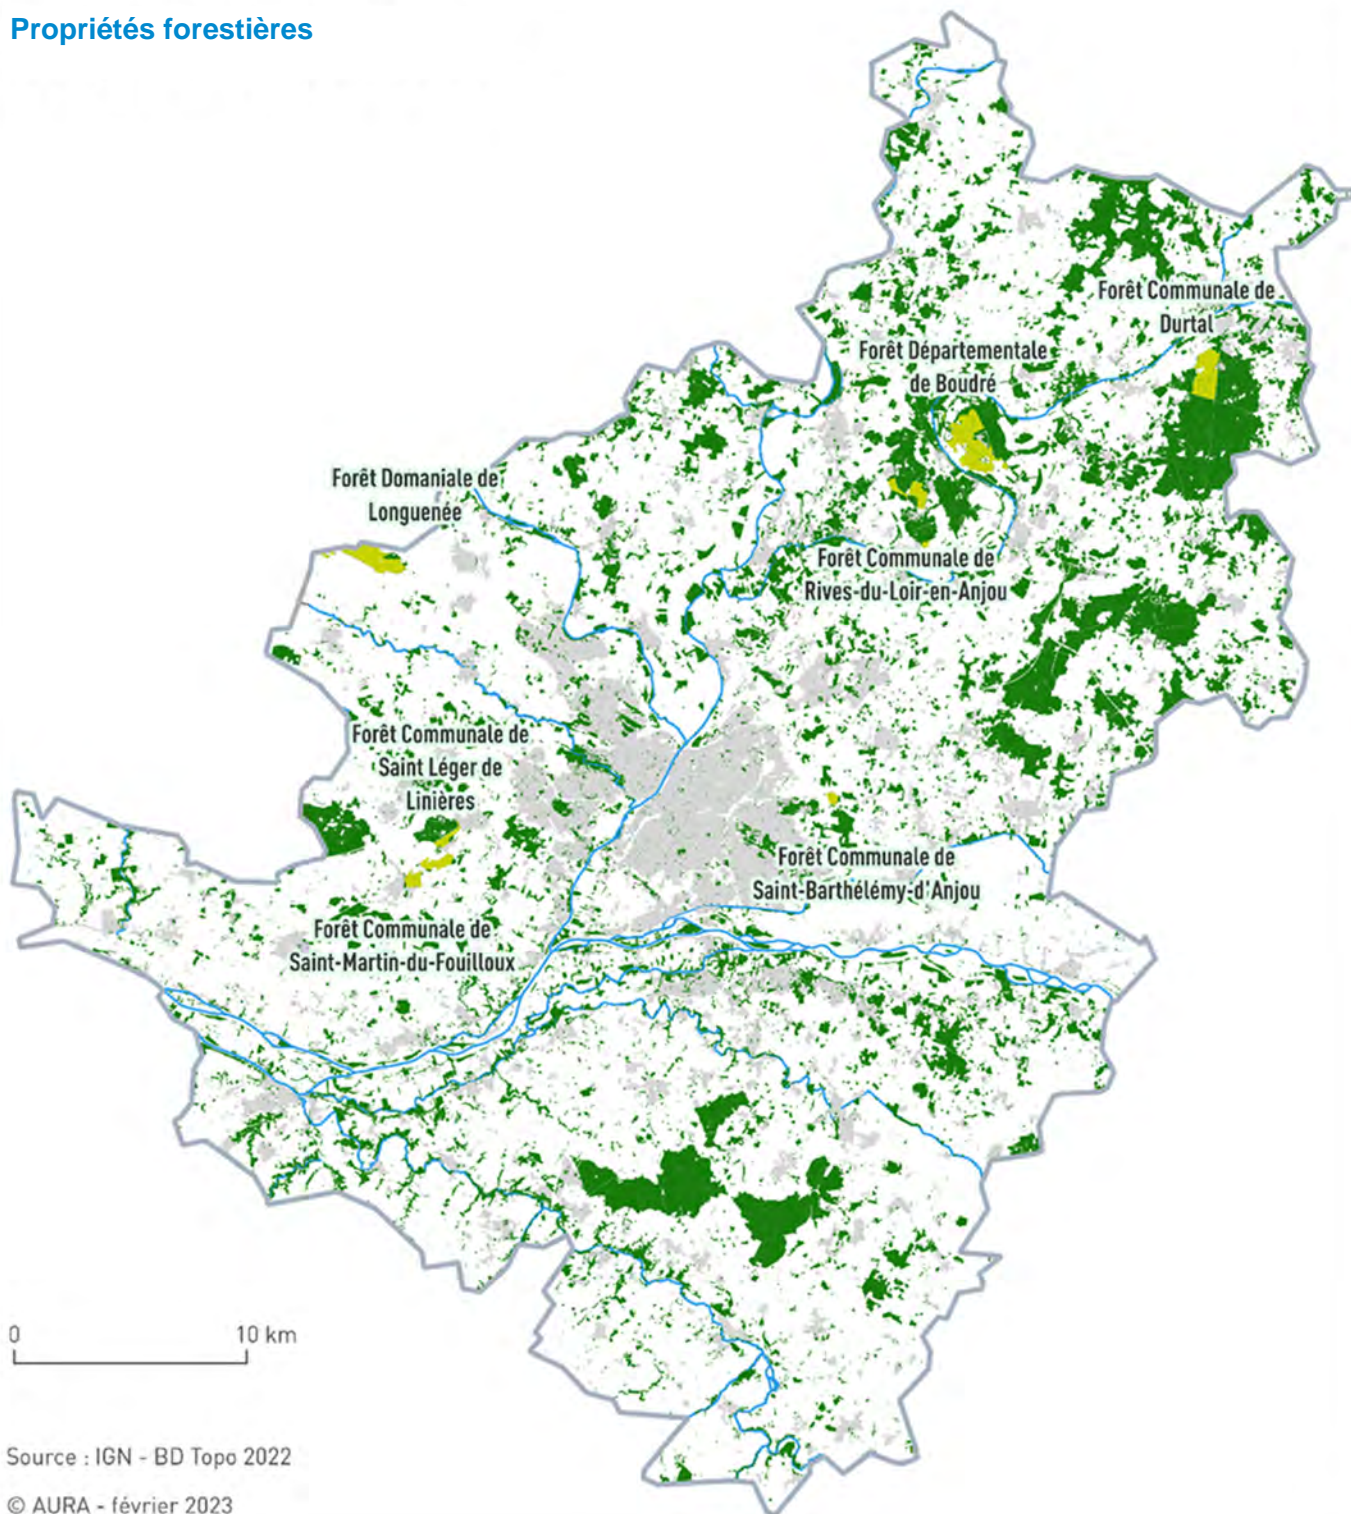 Propriétés forestières
Forêt Communale de
Durtal
Forêt Départementale
de Boudré
Forêt Domaniale de
Longuenée
Forêt Communale de
Rives-du-Loir-en-Anjou
Forêt Communale de
Saint Léger de
Linières
Forêt Communale de
Saint-Barthélémy-d'Anjou
Forêt Communale de
Saint-Martin-du-Fouilloux
0 10 km
Source : IGN - BD Topo 2022
© AURA - février 2023